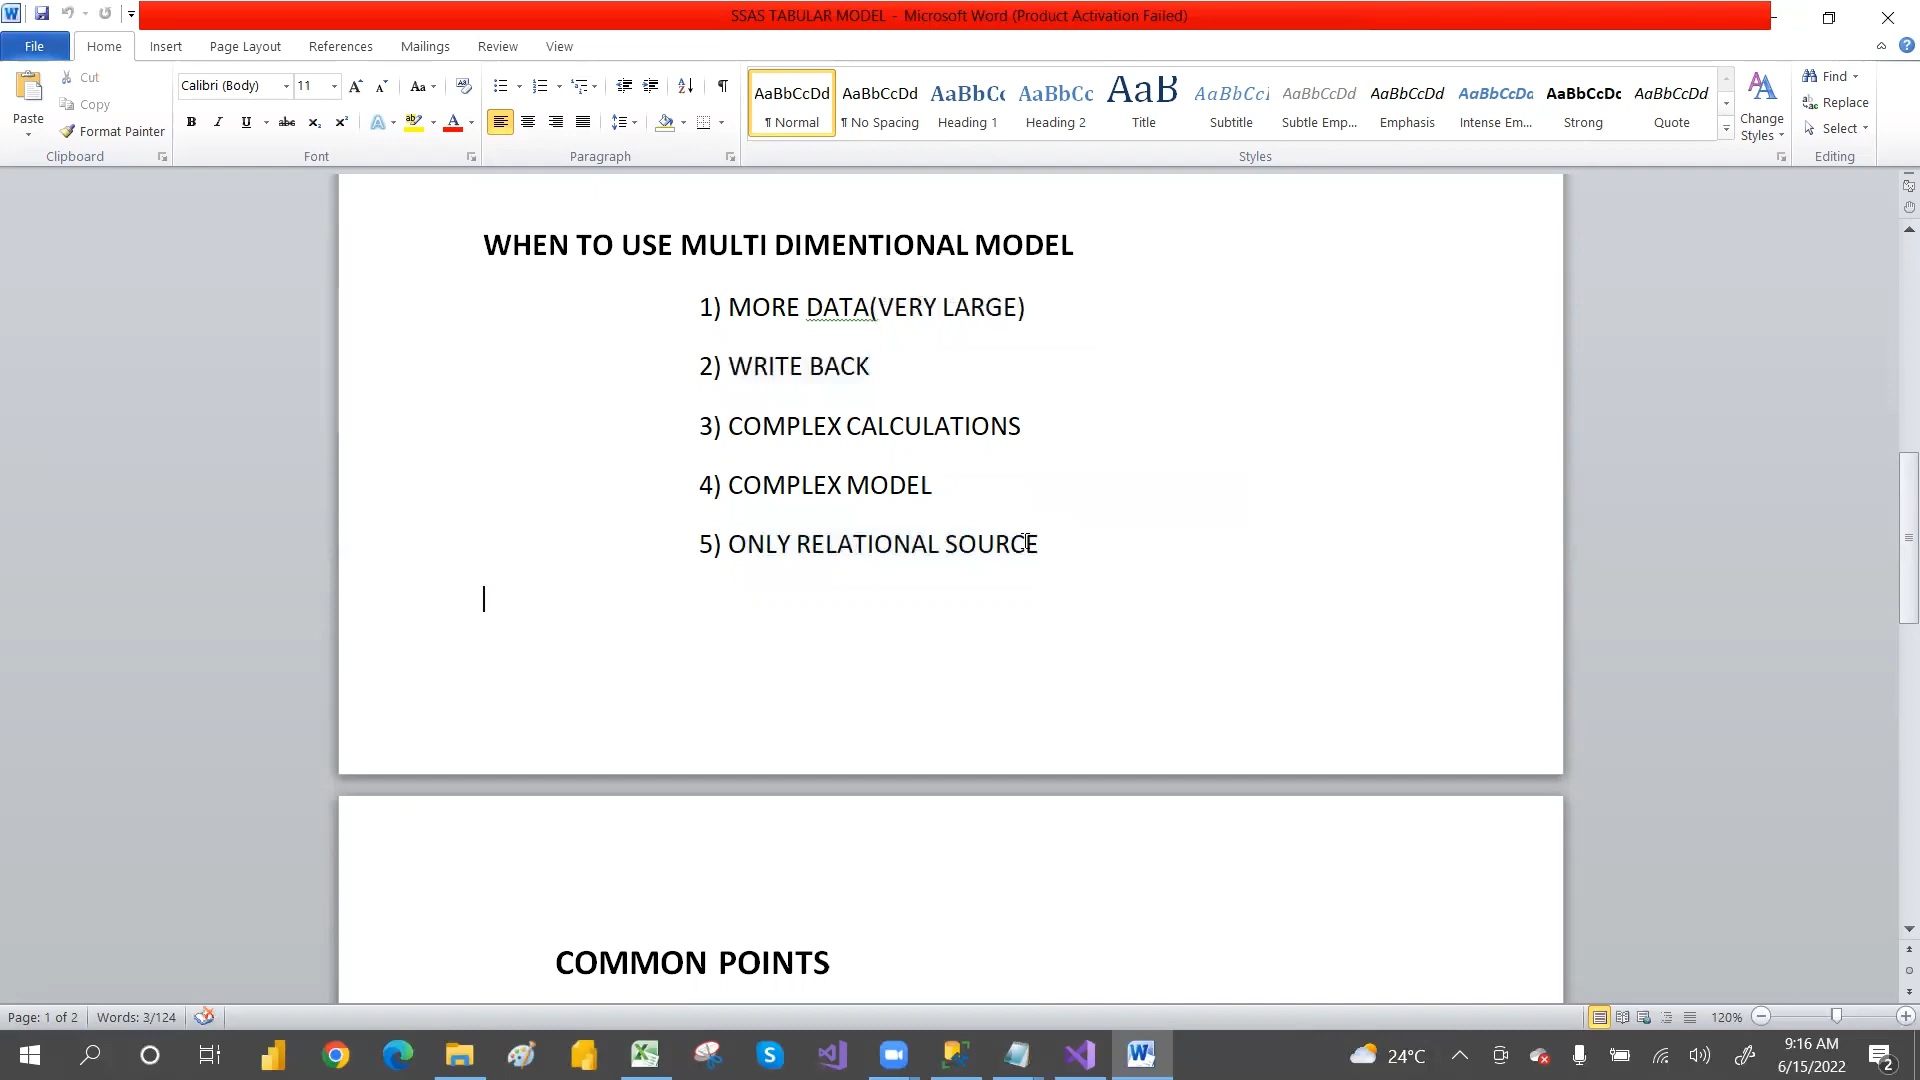 SSAS TABULAR MODEL - Microsoft Word (Product Activation Failed)
File Home Insert Page Layout References Mailings Review View
Cut
Copy
Format Painter
Paste
Clipboard
Calibri (Body) 11
Font
Paragraph
AaBbCcDd AaBbCcDd AaBbCc AaBbCc AaB AaBbCcI AaBbCcDd AaBbCcDd AaBbCcDd AaBbCcDc AaBbCcDd
¶ Normal ¶ No Spacing Heading 1 Heading 2 Title Subtitle Subtle Emp... Emphasis Intense Em... Strong Quote
Styles
Change Styles
Find
Replace
Select
Editing
WHEN TO USE MULTI DIMENTIONAL MODEL
1) MORE DATA(VERY LARGE)
2) WRITE BACK
3) COMPLEX CALCULATIONS
4) COMPLEX MODEL
5) ONLY RELATIONAL SOURCE
COMMON POINTS
Page: 1 of 2 Words: 3/124 120%
24°C
9:16 AM
6/15/2022
2